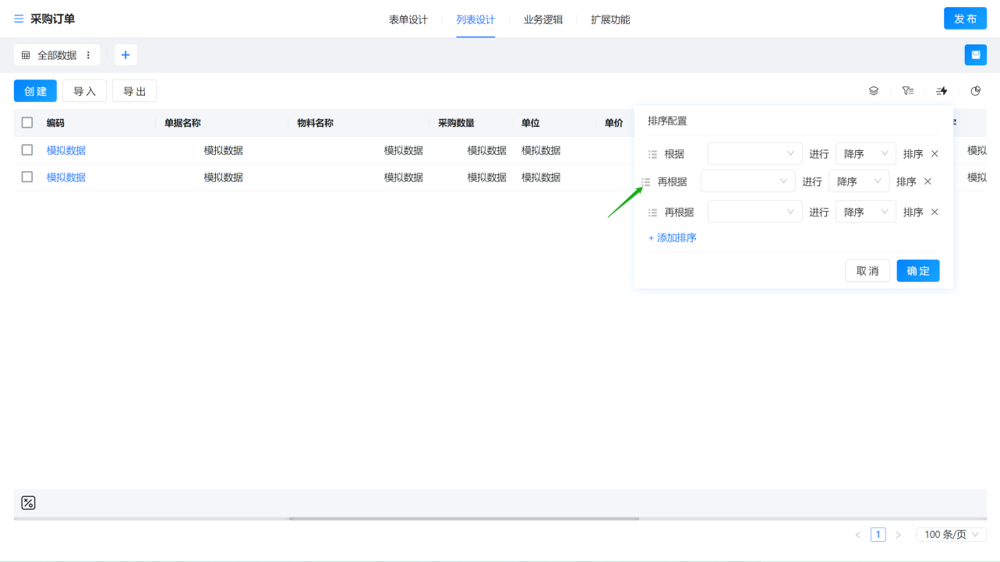 采购订单
表单设计 列表设计 业务逻辑 扩展功能 发布
全部数据
创建 导入 导出
编码 单据名称 物料名称 采购数量 单位 单价
模拟数据 模拟数据 模拟数据 模拟数据 模拟数据 模拟
模拟数据 模拟数据 模拟数据 模拟数据 模拟数据 模拟
排序配置
根据 进行 降序 排序
再根据 进行 降序 排序
再根据 进行 降序 排序
+ 添加排序
取消 确定
< 1 > 100 条/页